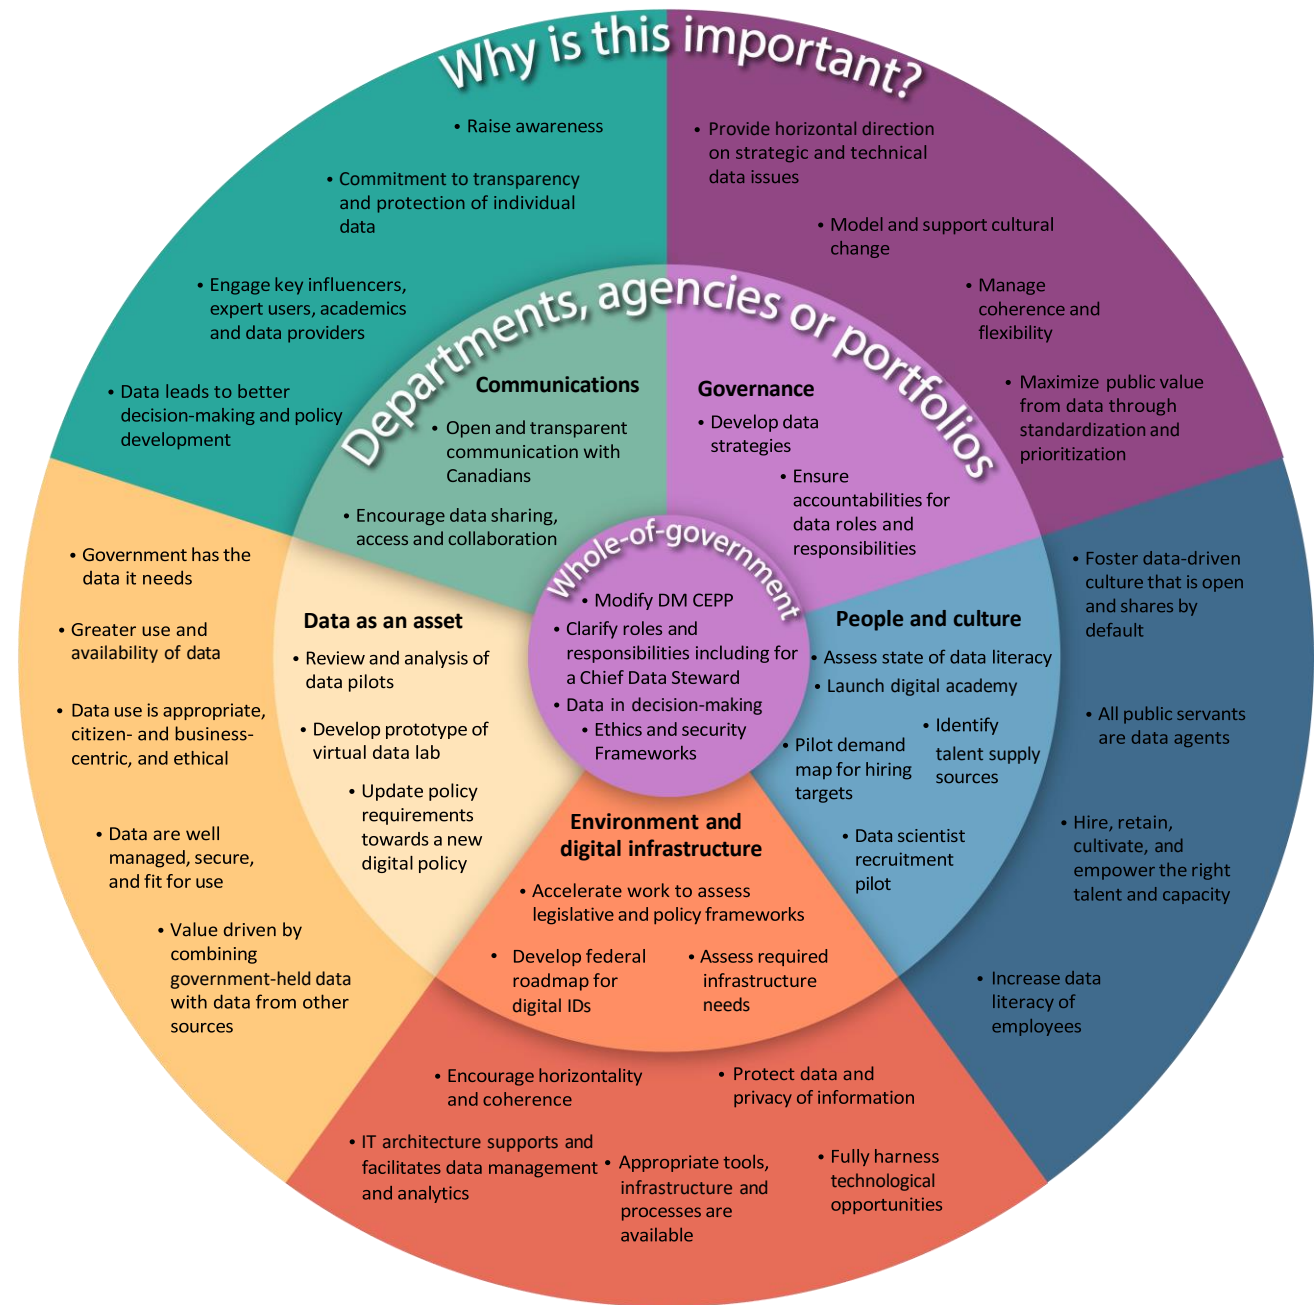 Why is this important?
• Raise awareness
• Commitment to transparency
and protection of individual
data
• Engage key influencers,
expert users, academics
and data providers
• Data leads to better
decision-making and policy
development
• Provide horizontal direction
on strategic and technical
data issues
• Model and support cultural
change
• Manage
coherence and
flexibility
• Maximize public value
from data through
standardization and
prioritization
Departments, agencies or portfolios
Communications
• Open and transparent
communication with
Canadians
• Encourage data sharing,
access and collaboration
Governance
• Develop data
strategies
• Ensure
accountabilities for
data roles and
responsibilities
Whole-of-government
• Modify DM CEPP
• Clarify roles and
responsibilities including for
a Chief Data Steward
• Data in decision-making
• Ethics and security
Frameworks
• Government has the
data it needs
• Greater use and
availability of data
• Data use is appropriate,
citizen- and business-
centric, and ethical
• Data are well
managed, secure,
and fit for use
• Value driven by
combining
government-held data
with data from other
sources
Data as an asset
• Review and analysis of
data pilots
• Develop prototype of
virtual data lab
• Update policy
requirements
towards a new
digital policy
People and culture
• Assess state of data literacy
• Launch digital academy
• Identify
talent supply
sources
• Pilot demand
map for hiring
targets
• Data scientist
recruitment
pilot
• Foster data-driven
culture that is open
and shares by
default
• All public servants
are data agents
• Hire, retain,
cultivate, and
empower the right
talent and capacity
• Increase data
literacy of
employees
Environment and
digital infrastructure
• Accelerate work to assess
legislative and policy frameworks
• Develop federal
roadmap for
digital IDs
• Assess required
infrastructure
needs
• Encourage horizontality
and coherence
• Protect data and
privacy of information
• IT architecture supports and
facilitates data management
and analytics
• Appropriate tools,
infrastructure and
processes are
available
• Fully harness
technological
opportunities